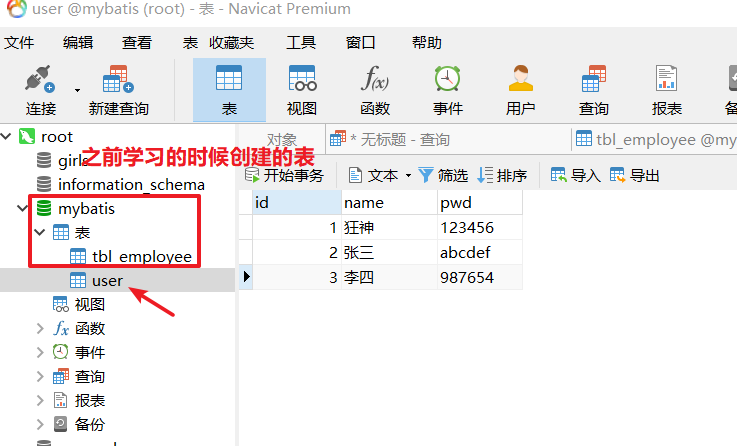 user @mybatis (root) - 表 - Navicat Premium
文件 编辑 查看 表 收藏夹 工具 窗口 帮助
连接 新建查询 表 视图 函数 事件 用户 查询 报表
root
对象 * 无标题 - 查询 tbl_employee @my
之前学习的时候创建的表
information_schema
开始事务 文本 筛选 排序 导入 导出
mybatis
表
tbl_employee
user
视图
函数
事件
查询
报表
备份
id name pwd
1 狂神 123456
2 张三 abcdef
3 李四 987654